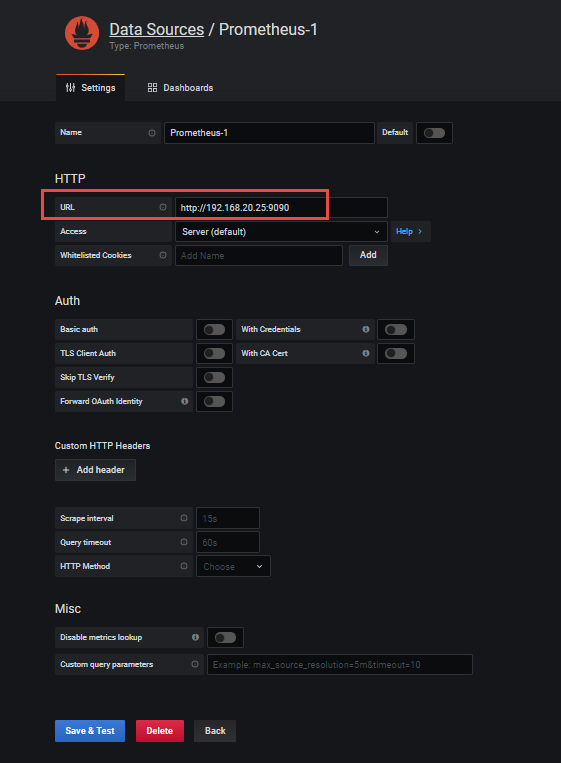 Data Sources / Prometheus-1
Type: Prometheus
Settings Dashboards
Name Prometheus-1 Default
HTTP
URL http://192.168.20.25:9090
Access Server (default) Help >
Whitelisted Cookies Add Name Add
Auth
Basic auth With Credentials
TLS Client Auth With CA Cert
Skip TLS Verify
Forward OAuth Identity
Custom HTTP Headers
+ Add header
Scrape interval 15s
Query timeout 60s
HTTP Method Choose
Misc
Disable metrics lookup
Custom query parameters Example: max_source_resolution=5m&timeout=10
Save & Test Delete Back